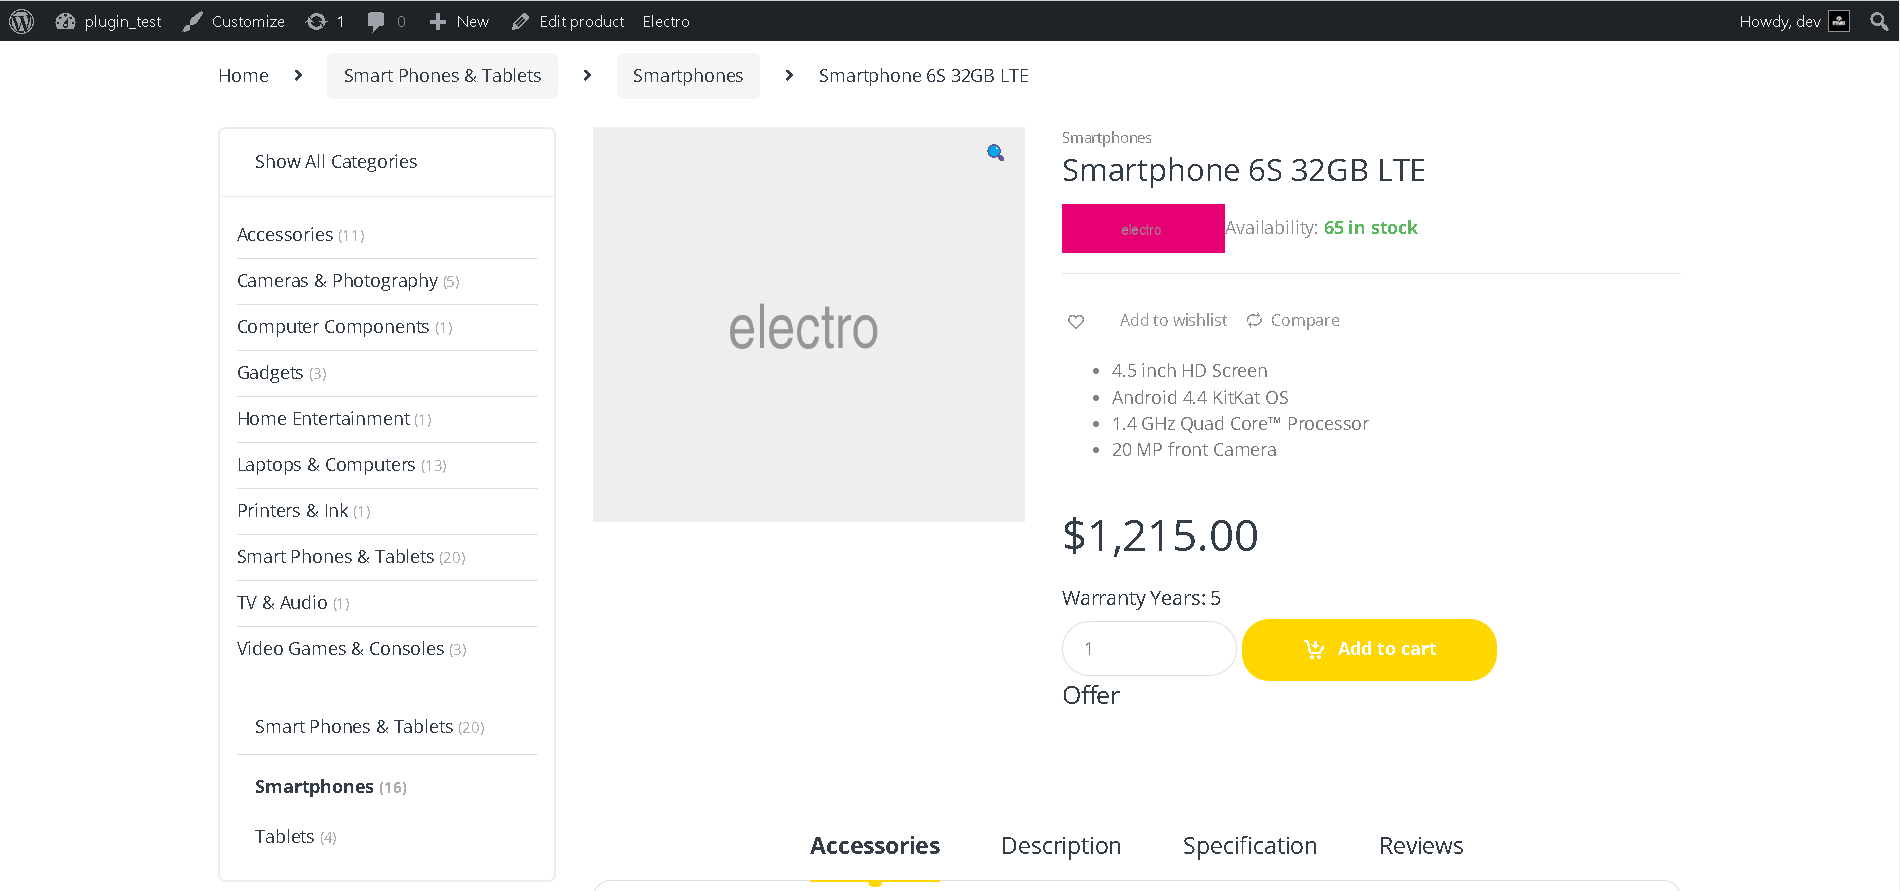 plugin_test Customize 1 0 New Edit product Electro Howdy, dev
Home Smart Phones & Tablets Smartphones Smartphone 6S 32GB LTE
Show All Categories
Accessories (11)
Cameras & Photography (5)
Computer Components (1)
Gadgets (3)
Home Entertainment (1)
Laptops & Computers (13)
Printers & Ink (1)
Smart Phones & Tablets (20)
TV & Audio (1)
Video Games & Consoles (3)
Smart Phones & Tablets (20)
Smartphones (16)
Tablets (4)
electro
Smartphones
Smartphone 6S 32GB LTE
electro Availability: 65 in stock
Add to wishlist Compare
• 4.5 inch HD Screen
• Android 4.4 KitKat OS
• 1.4 GHz Quad Core™ Processor
• 20 MP front Camera
$1,215.00
Warranty Years: 5
1 Add to cart
Offer
Accessories Description Specification Reviews